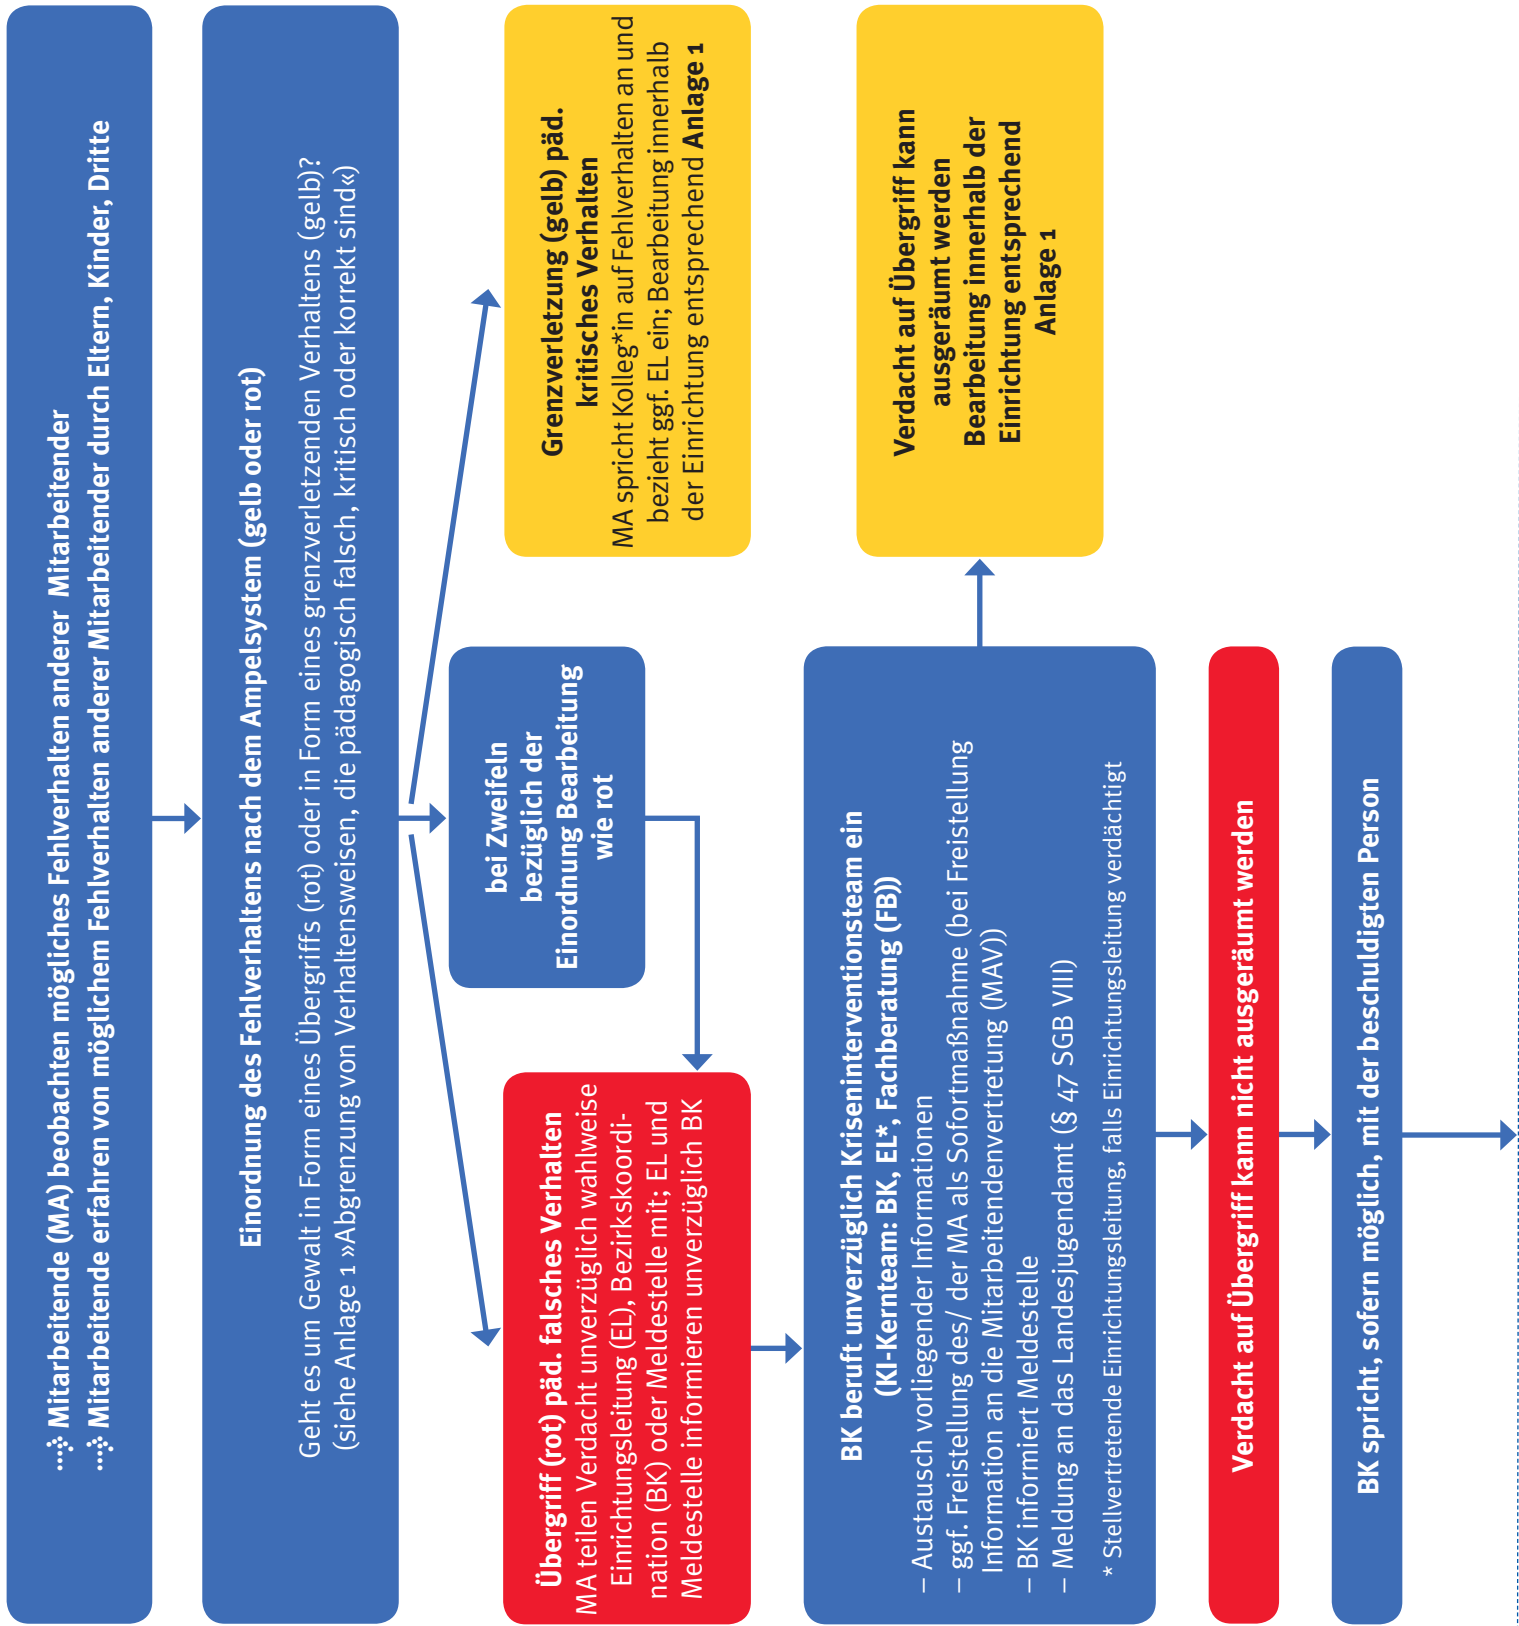 Mitarbeitende (MA) beobachten mögliches Fehlverhalten anderer Mitarbeitender
Mitarbeitende erfahren von möglichem Fehlverhalten anderer Mitarbeitender durch Eltern, Kinder, Dritte
Einordnung des Fehlverhaltens nach dem Ampelsystem (gelb oder rot)
Geht es um Gewalt in Form eines Übergriffs (rot) oder in Form eines grenzverletzenden Verhaltens (gelb)?
(siehe Anlage 1 »Abgrenzung von Verhaltensweisen, die pädagogisch falsch, kritisch oder korrekt sind«)
Übergriff (rot) päd. falsches Verhalten
MA teilen Verdacht unverzüglich wahlweise
Einrichtungsleitung (EL), Bezirkskoordi-
nation (BK) oder Meldestelle mit; EL und
Meldestelle informieren unverzüglich BK
bei Zweifeln
bezüglich der
Einordnung Bearbeitung
wie rot
Grenzverletzung (gelb) päd.
kritisches Verhalten
MA spricht Kolleg*in auf Fehlverhalten an und
bezieht ggf. EL ein; Bearbeitung innerhalb
der Einrichtung entsprechend Anlage 1
BK beruft unverzüglich Kriseninterventionsteam ein
(KI-Kernteam: BK, EL*, Fachberatung (FB))
– Austausch vorliegender Informationen
– ggf. Freistellung des/ der MA als Sofortmaßnahme (bei Freistellung
Information an die Mitarbeitendenvertretung (MAV))
– BK informiert Meldestelle
– Meldung an das Landesjugendamt (§ 47 SGB VIII)
* Stellvertretende Einrichtungsleitung, falls Einrichtungsleitung verdächtigt
Verdacht auf Übergriff kann
ausgeräumt werden
Bearbeitung innerhalb der
Einrichtung entsprechend
Anlage 1
Verdacht auf Übergriff kann nicht ausgeräumt werden
BK spricht, sofern möglich, mit der beschuldigten Person